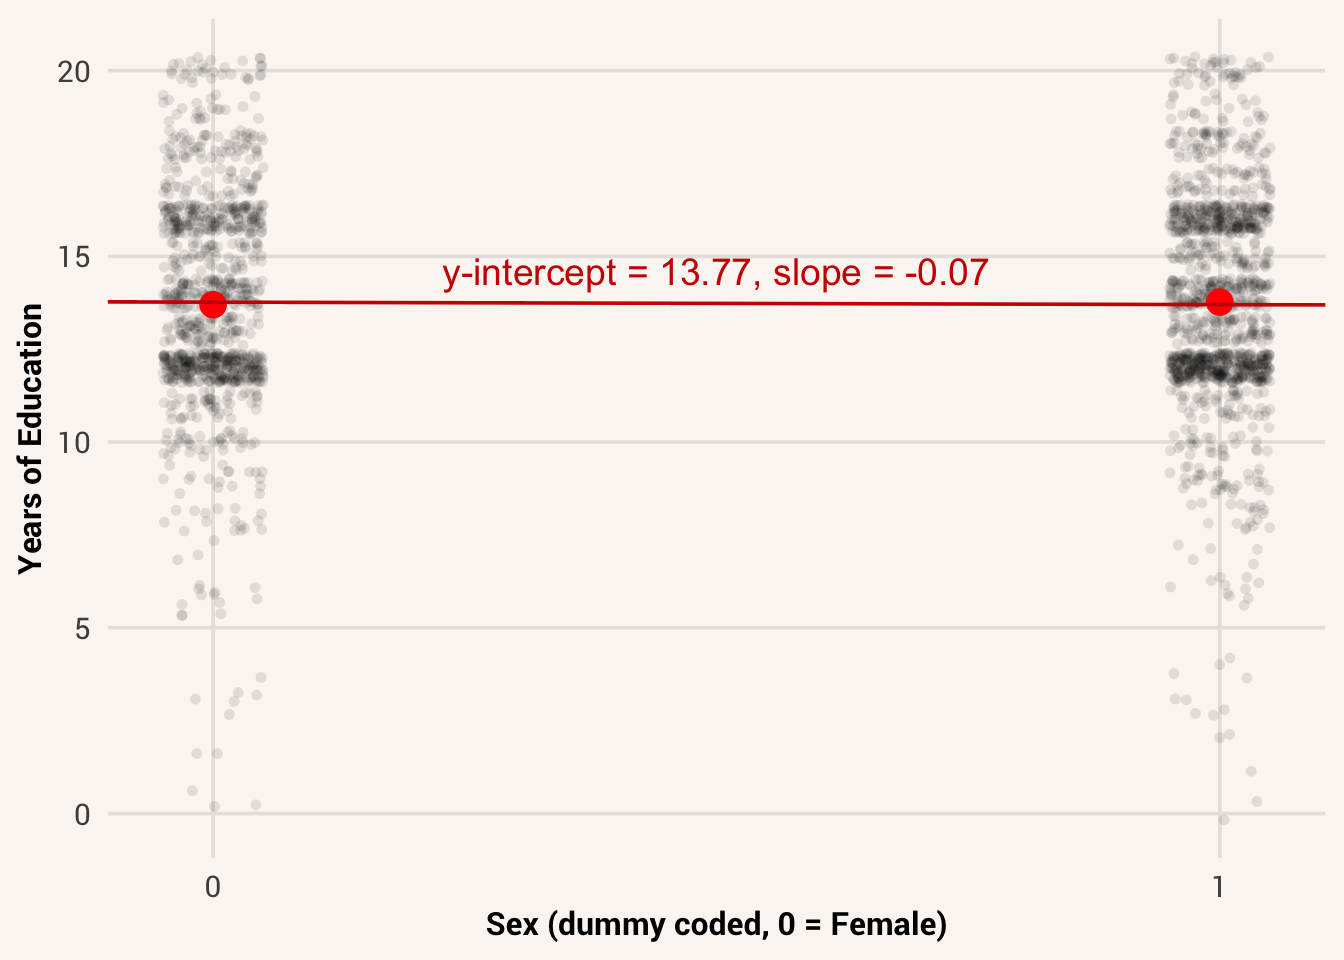 20
15
10
5
0
y-intercept = 13.77, slope = -0.07
Years of Education
0
1
Sex (dummy coded, 0 = Female)